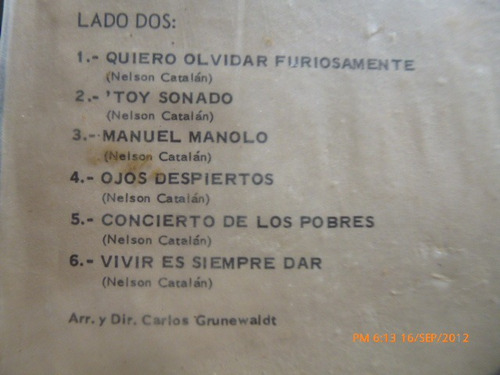 LADO DOS:
1.- QUIERO OLVIDAR FURIOSAMENTE
(Nelson Catalán)
2.- 'TOY SONADO
(Nelson Catalán)
3.- MANUEL MANOLO
(Nelson Catalán)
4.- OJOS DESPIERTOS
(Nelson Catalán)
5.- CONCIERTO DE LOS POBRES
(Nelson Catalán)
6.- VIVIR ES SIEMPRE DAR
(Nelson Catalán)
Arr. y Dir. Carlos Grunewaldt
PM 6:13 16/SEP/2012